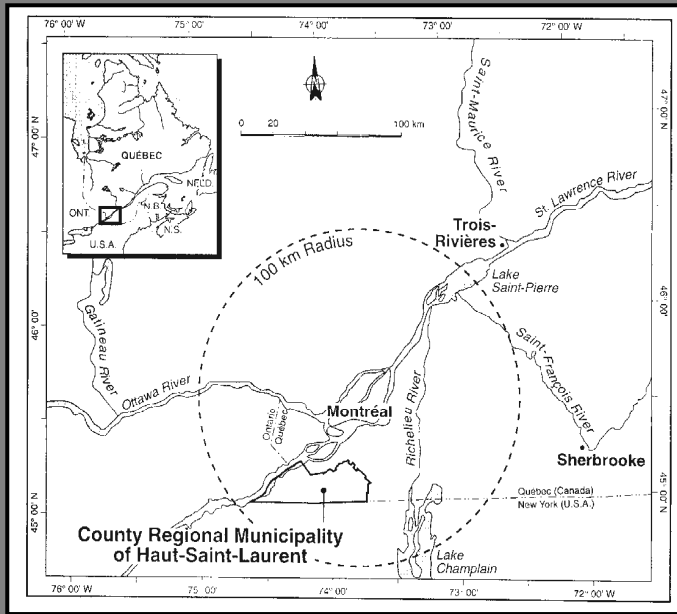 76° 00' W
75° 00' W
74° 00' W
73° 00' W
72° 00' W
47° 00' N
46° 00' N
45° 00' N
QUÉBEC
NFLD.
ONT.
N.B.
N.S.
U.S.A.
0 20 100 km
Saint-Maurice River
47° 00' N
St. Lawrence River
Trois-
Rivières
Lake
Saint-Pierre
100 km Radius
46° 00' N
Gatineau River
Ottawa River
Saint-François River
Montréal
Ontario
Québec
Richelieu River
Sherbrooke
Québec (Canada)
New York (U.S.A.)
45° 00' N
County Regional Municipality
of Haut-Saint-Laurent
Lake
Champlain
76° 00' W
75° 00' W
74° 00' W
73° 00' W
72° 00' W